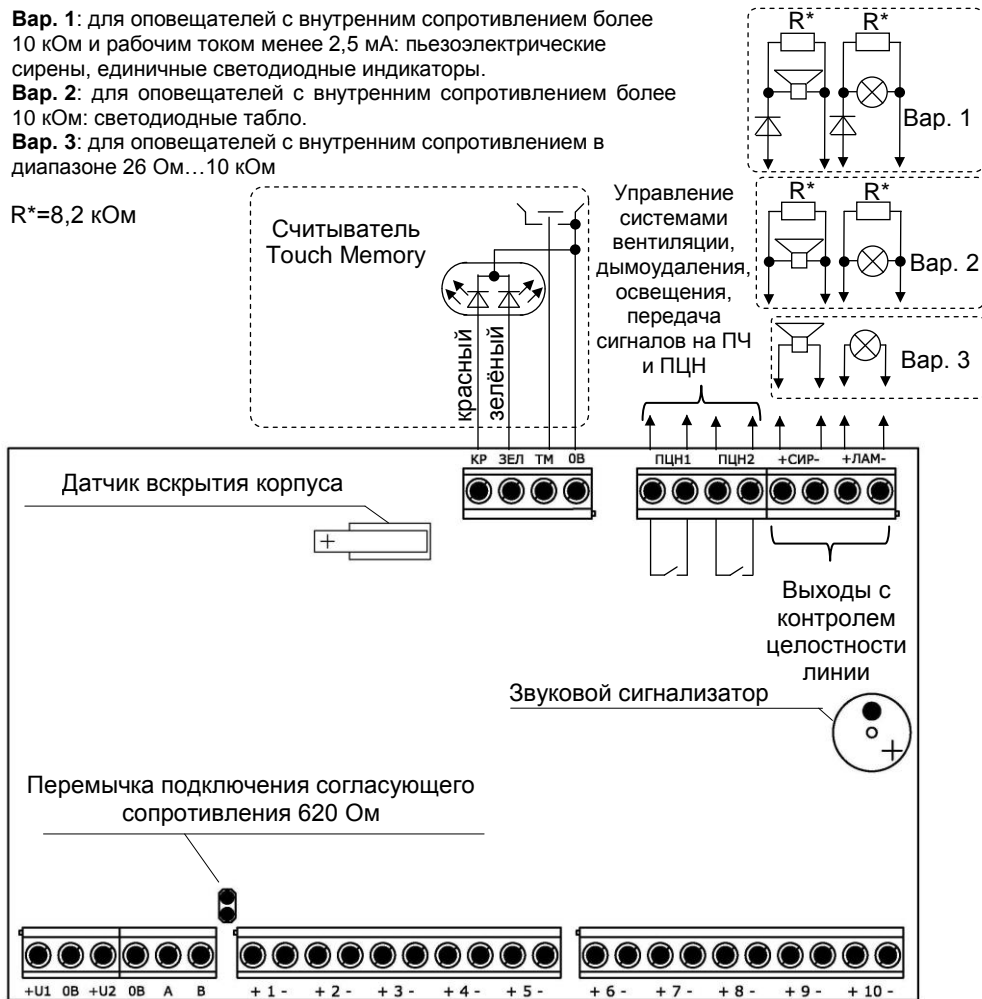 Вар. 1: для оповещателей с внутренним сопротивлением более
10 кОм и рабочим током менее 2,5 мА: пьезоэлектрические
сирены, единичные светодиодные индикаторы.
Вар. 2: для оповещателей с внутренним сопротивлением более
10 кОм: светодиодные табло.
Вар. 3: для оповещателей с внутренним сопротивлением в
диапазоне 26 Ом...10 кОм
R*=8,2 кОм
R* R*
Вар. 1
R* R*
Вар. 2
Вар. 3
Считыватель
Touch Memory
красный
зелёный
Управление
системами
вентиляции,
дымоудаления,
освещения,
передача
сигналов на ПЧ
и ПЦН
КР ЗЕЛ ТМ 0В
ПЦН1 ПЦН2 +СИР- +ЛАМ-
Датчик вскрытия корпуса
+
Выходы с
контролем
целостности
линии
Звуковой сигнализатор
+
Перемычка подключения согласующего
сопротивления 620 Ом
+U1 0В +U2 0В А В + 1 - + 2 - + 3 - + 4 - + 5 - + 6 - + 7 - + 8 - + 9 - + 10 -